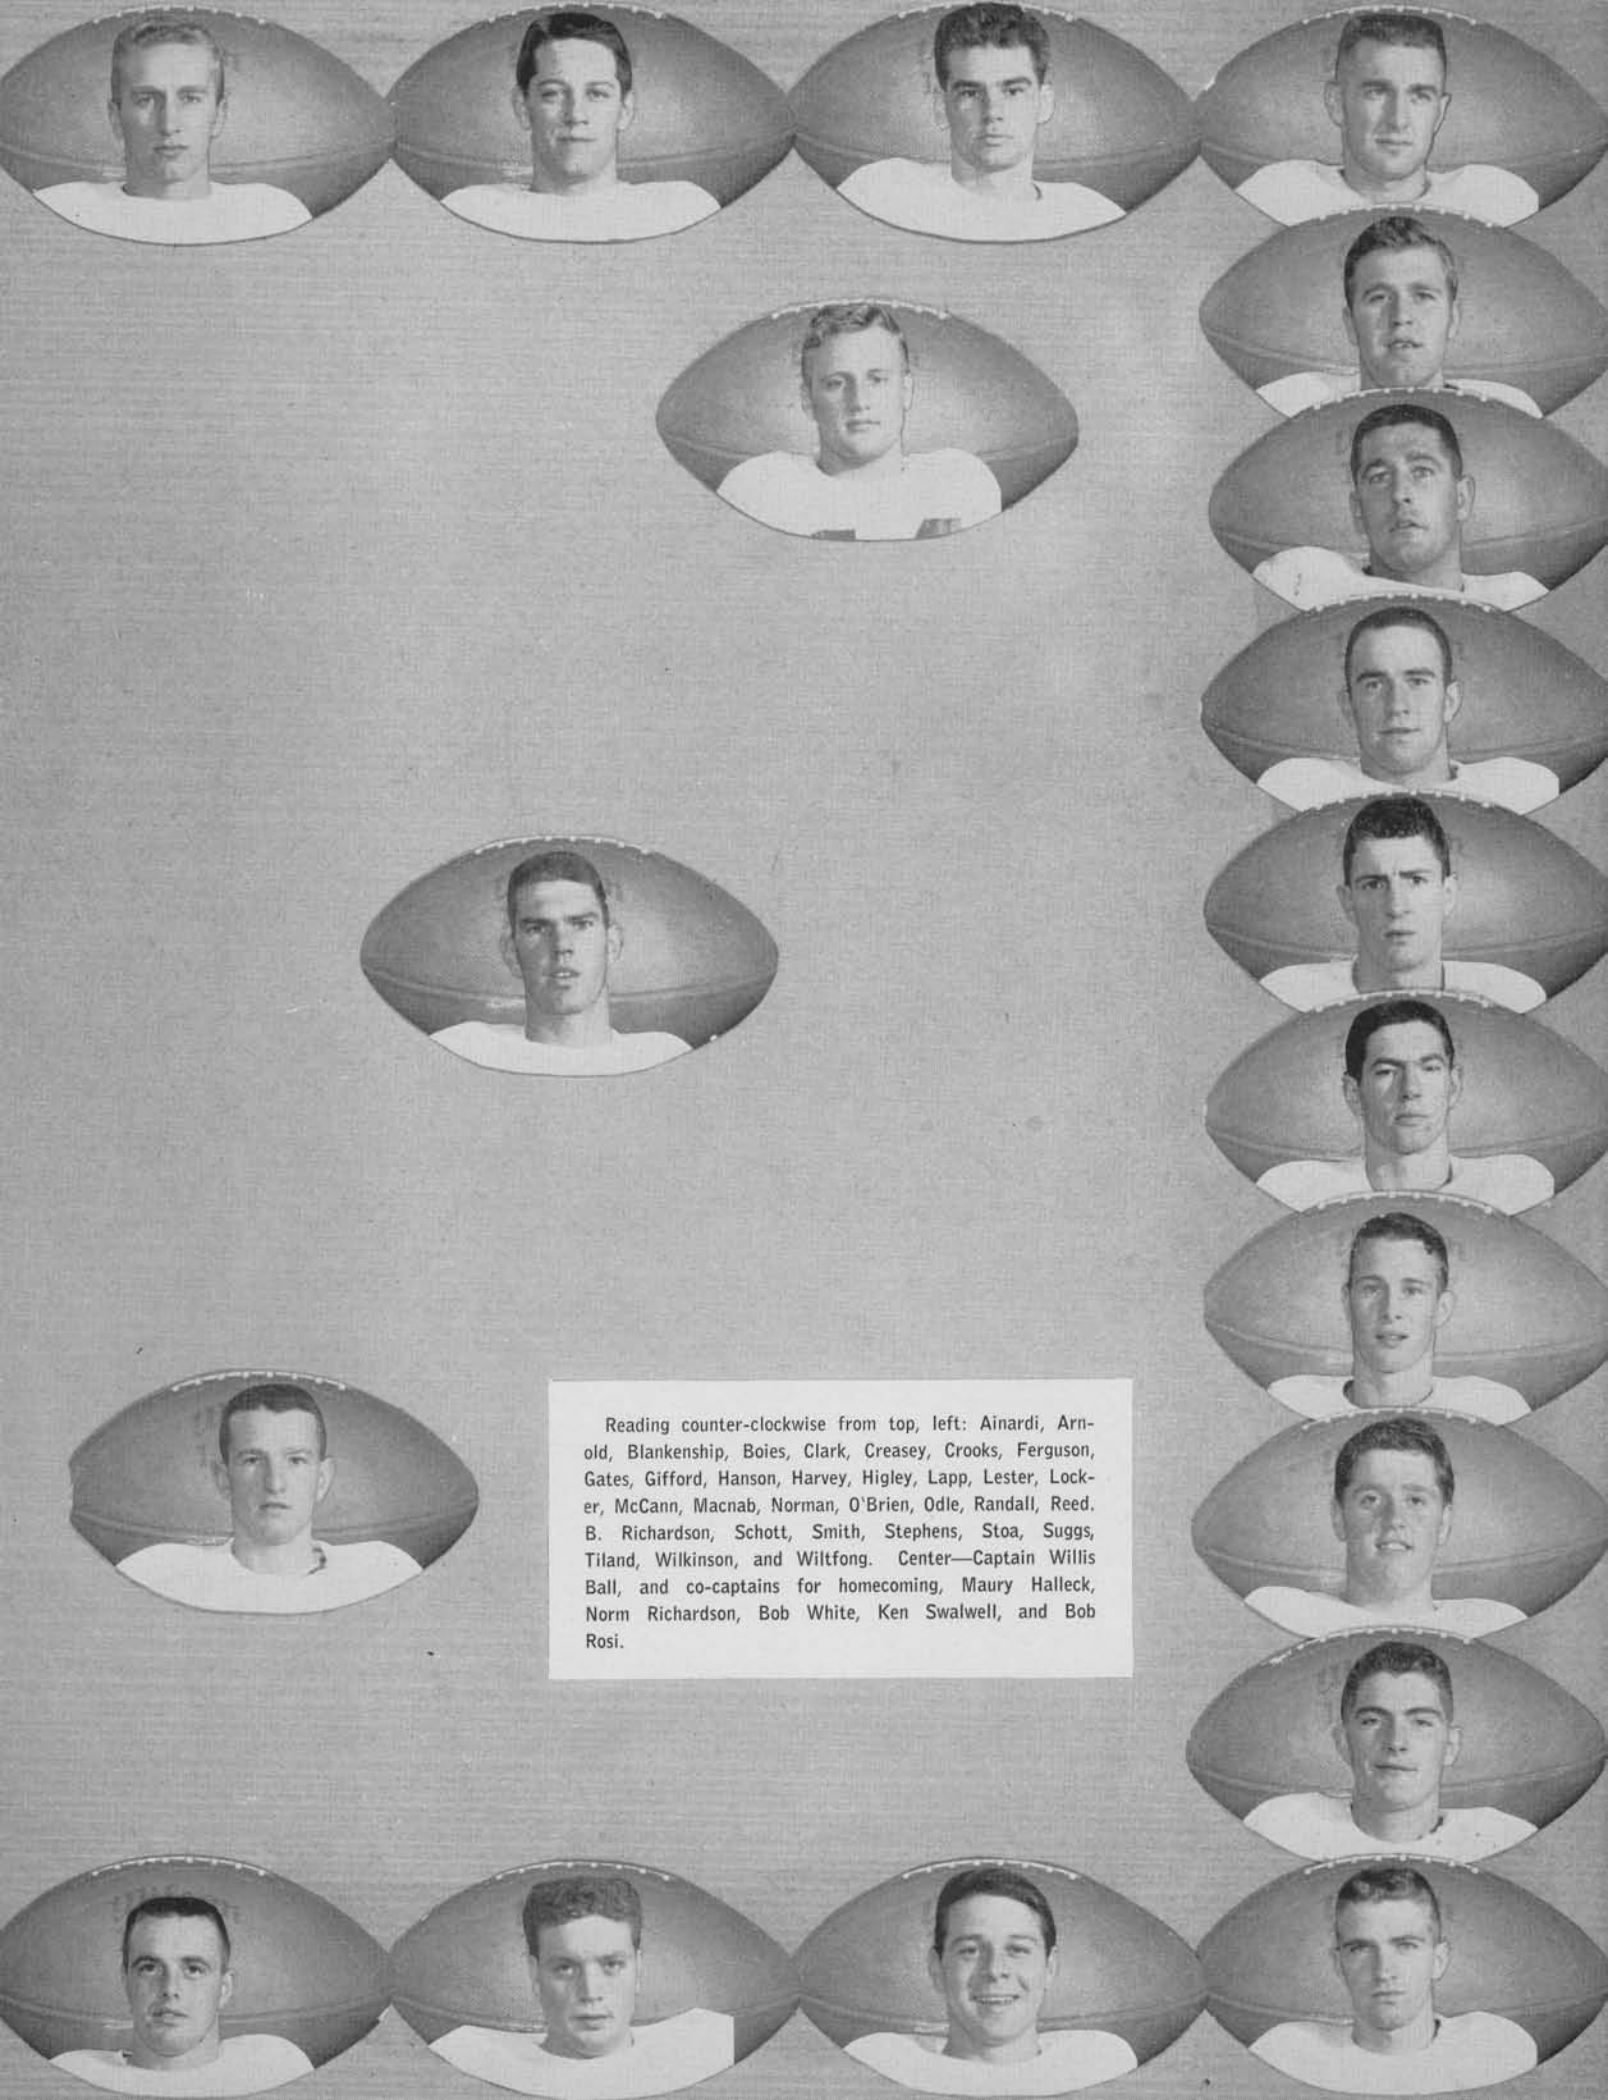 Reading counter-clockwise from top, left: Ainardi, Arn-
old, Blankenship, Boies, Clark, Creasey, Crooks, Ferguson,
Gates, Gifford, Hanson, Harvey, Higley, Lapp, Lester, Lock-
er, McCann, Macnab, Norman, O'Brien, Odle, Randall, Reed.
B. Richardson, Schott, Smith, Stephens, Stoa, Suggs,
Tiland, Wilkinson, and Wiltfong. Center—Captain Willis
Ball, and co-captains for homecoming, Maury Halleck,
Norm Richardson, Bob White, Ken Swalwell, and Bob
Rosi.